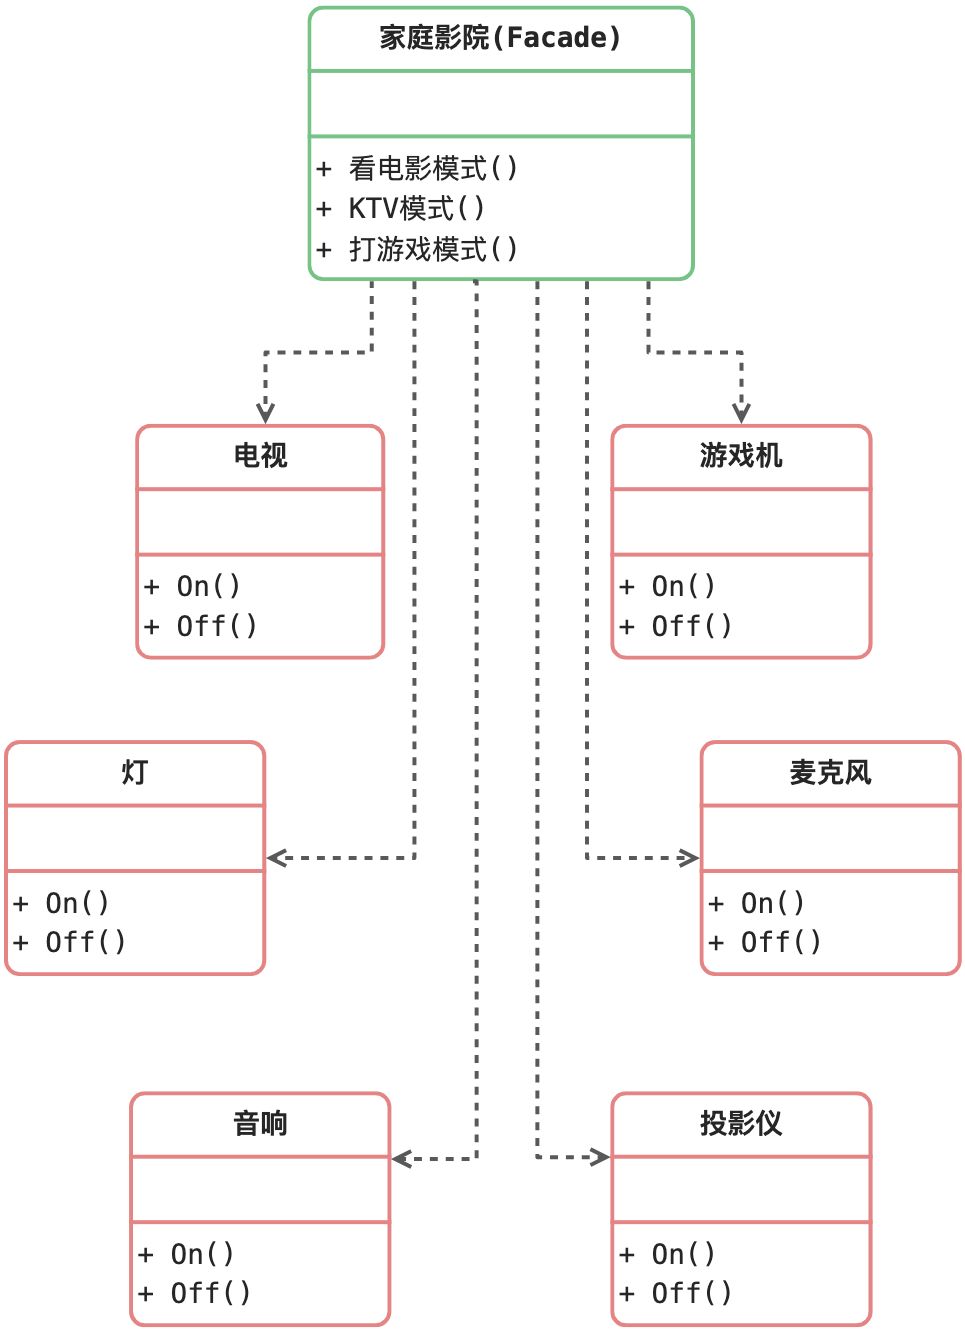 家庭影院(Facade)
+ 看电影模式()
+ KTV模式()
+ 打游戏模式()
电视
+ On()
+ Off()
游戏机
+ On()
+ Off()
灯
+ On()
+ Off()
麦克风
+ On()
+ Off()
音响
+ On()
+ Off()
投影仪
+ On()
+ Off()